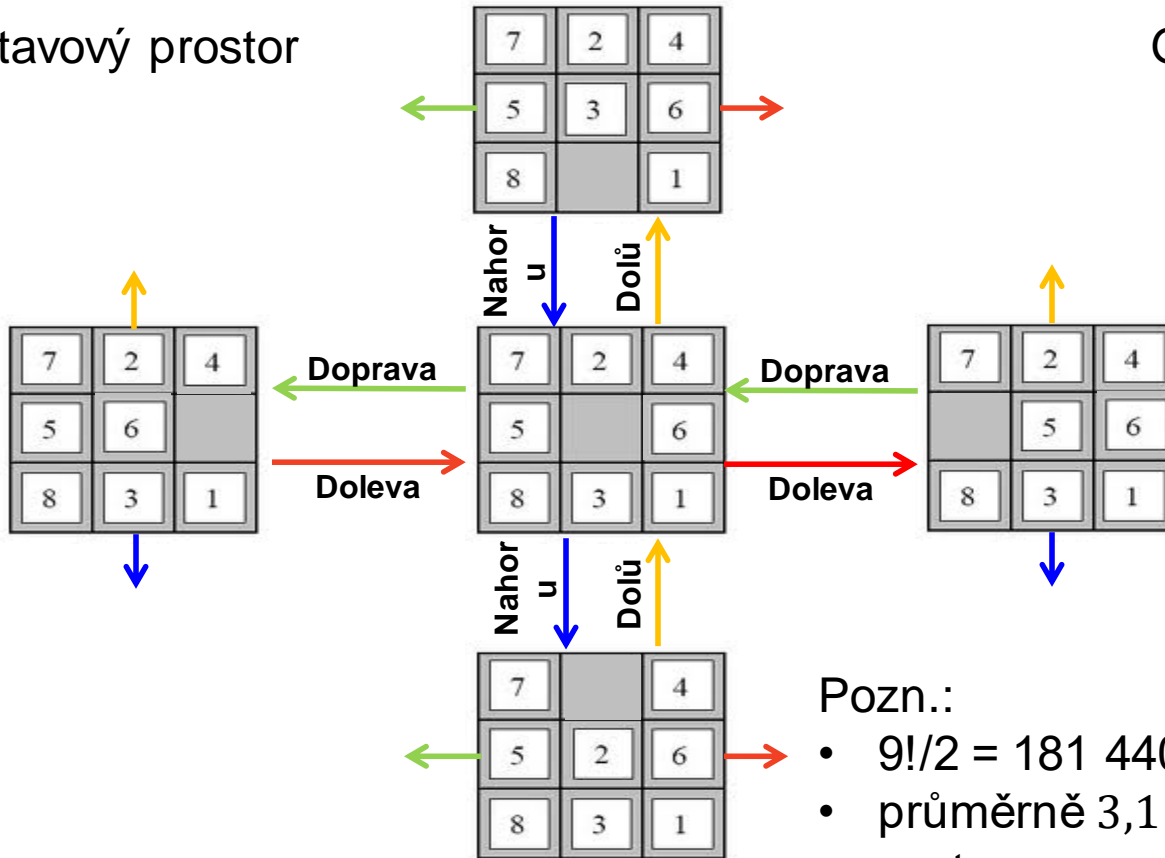 tavový prostor
7 2 4
5 3 6
8 1
Nahor
u
Dolů
7 2 4
5 6
8 3 1
Doprava
Doleva
7 2 4
5 6
8 3 1
Doprava
Doleva
7 2 4
5 6
8 3 1
Nahor
u
Dolů
7 4
5 2 6
8 3 1
Pozn.:
• 9!/2 = 181 440
• průměrně 3,1